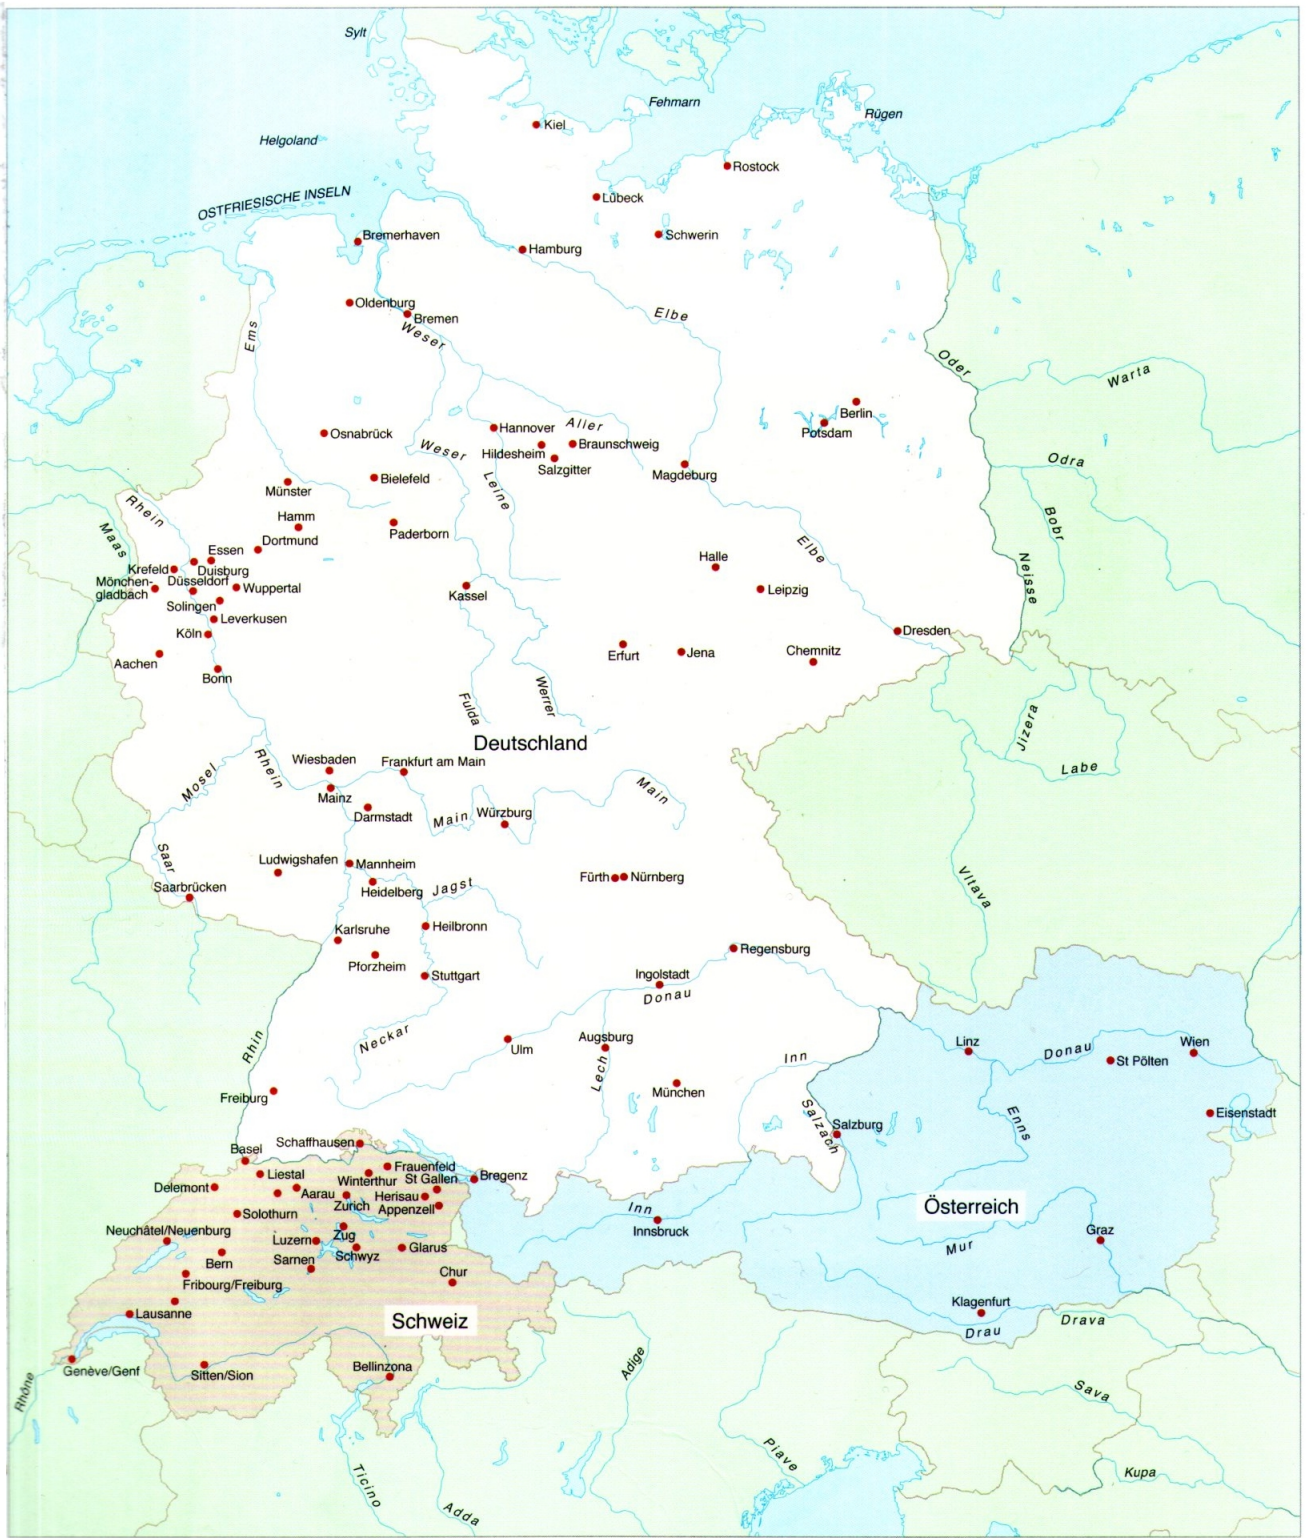 Sylt
Fehmarn
Rügen
Kiel
Helgoland
Rostock
OSTFRIESISCHE INSELN
Lübeck
Bremerhaven
Schwerin
Hamburg
Oldenburg
Bremen
Elbe
Ems
Weser
Oder
Warta
Berlin
Potsdam
Osnabrück
Hannover
Aller
Weser
Hildesheim
Braunschweig
Salzgitter
Magdeburg
Odra
Bielefeld
Münster
Leine
Rhein
Maas
Hamm
Paderborn
Dortmund
Bobr
Elbe
Essen
Krefeld
Duisburg
Halle
Mönchen-
gladbach
Düsseldorf
Wuppertal
Kassel
Leipzig
Neisse
Solingen
Leverkusen
Köln
Dresden
Aachen
Erfurt
Jena
Chemnitz
Bonn
Fulda
Werrer
Jizera
Deutschland
Mosel
Rhein
Wiesbaden
Frankfurt am Main
Labe
Mainz
Main
Darmstadt
Main
Würzburg
Saar
Ludwigshafen
Mannheim
Saarbrücken
Heidelberg
Jagst
Fürth
Nürnberg
Vltava
Karlsruhe
Heilbronn
Regensburg
Pforzheim
Stuttgart
Ingolstadt
Donau
Rhin
Neckar
Ulm
Augsburg
Linz
Donau
Wien
Inn
St Pölten
Lech
München
Freiburg
Salzach
Salzburg
Enns
Eisenstadt
Schaffhausen
Basel
Liestal
Frauenfeld
Winterthur
St Gallen
Bregenz
Delemont
Aarau
Zurich
Herisau
Appenzell
Inn
Österreich
Solothurn
Neuchâtel/Neuenburg
Luzern
Zug
Innsbruck
Graz
Bern
Sarnen
Schwyz
Glarus
Mur
Fribourg/Freiburg
Chur
Lausanne
Schweiz
Klagenfurt
Drau
Drava
Genève/Genf
Sitten/Sion
Bellinzona
Adige
Rhône
Sava
Piave
Kupa
Ticino
Adda